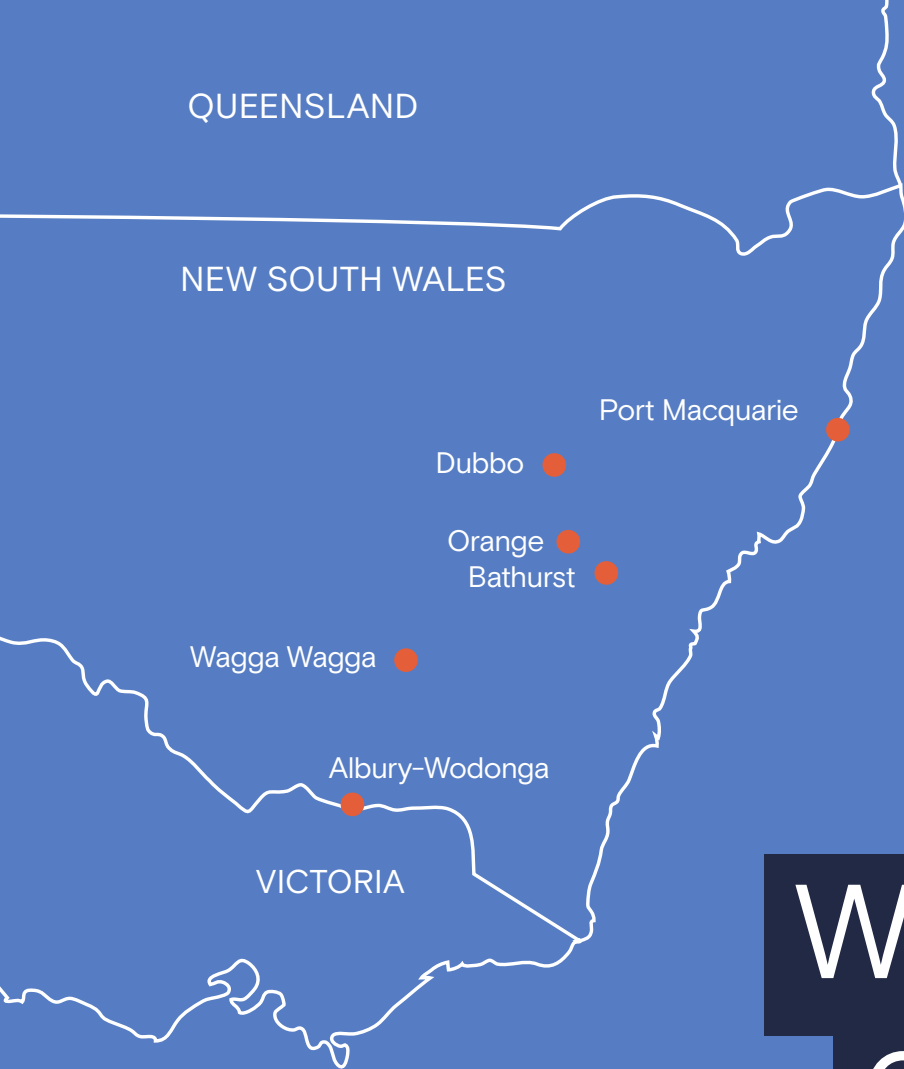 QUEENSLAND
NEW SOUTH WALES
Port Macquarie
Dubbo
Orange
Bathurst
Wagga Wagga
Albury-Wodonga
VICTORIA
W